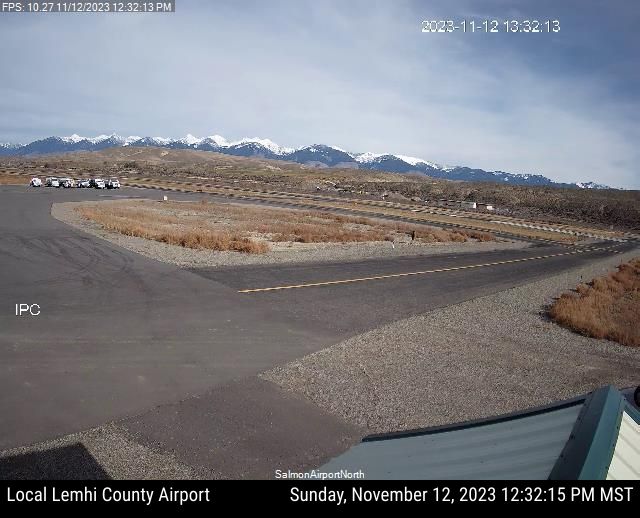 FPS: 10.27 11/12/2023 12:32:13 PM
2023-11-12 13:32:13
IPC
SalmonAirportNorth
Local Lemhi County Airport
Sunday, November 12, 2023 12:32:15 PM MST